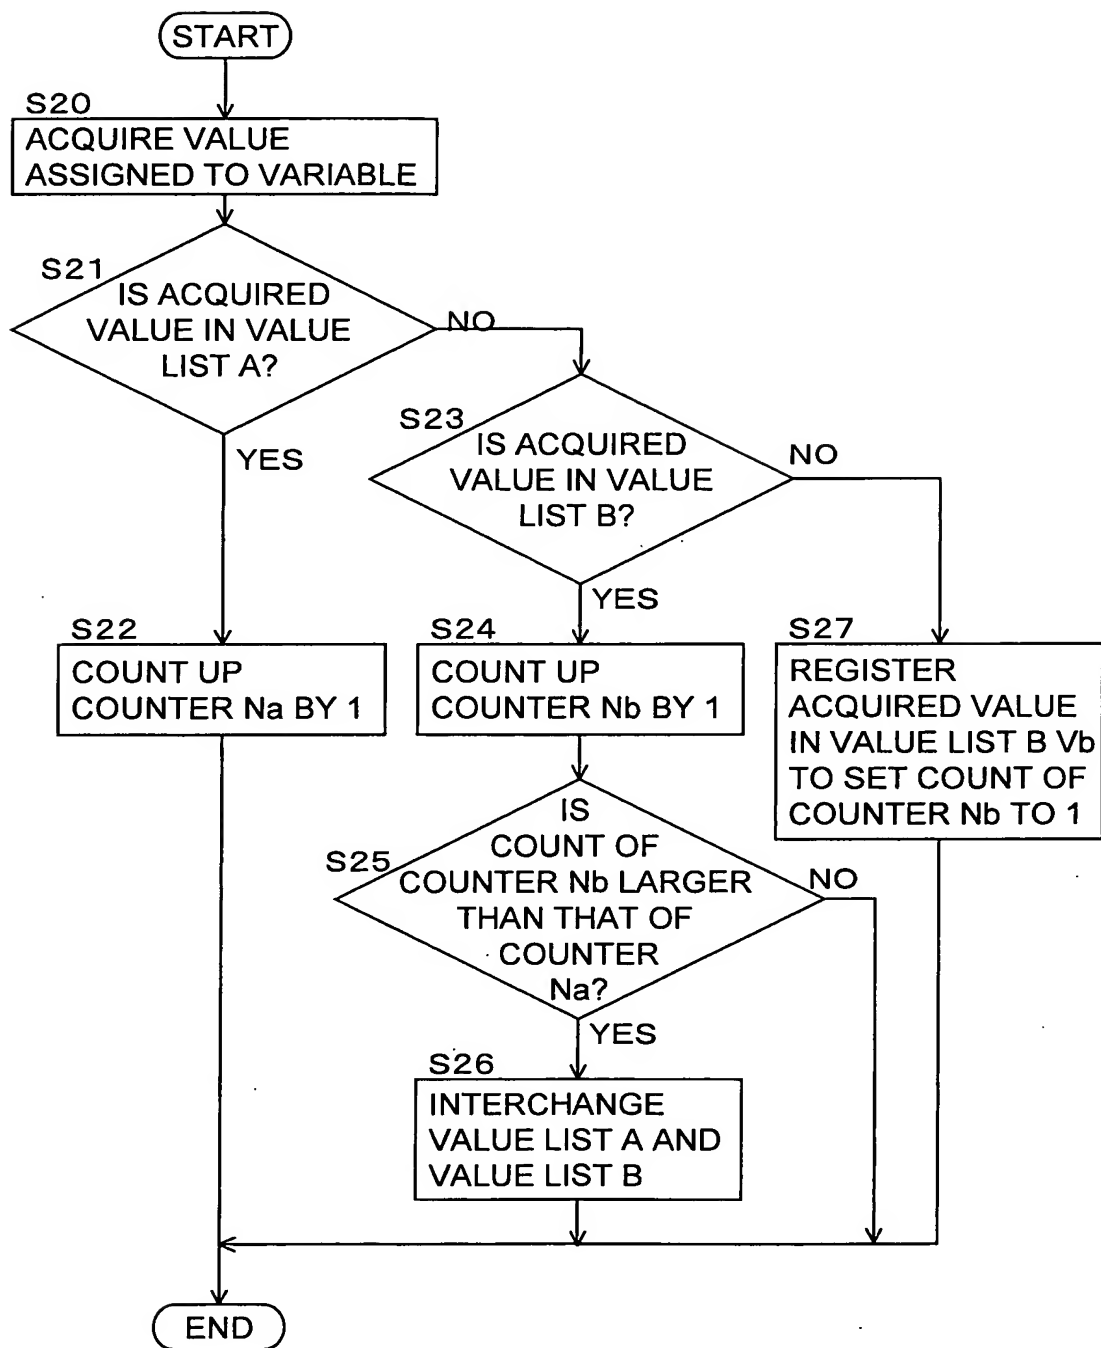 START
S20
ACQUIRE VALUE
ASSIGNED TO VARIABLE
S21
IS ACQUIRED
VALUE IN VALUE
LIST A?
NO
YES
S23
IS ACQUIRED
VALUE IN VALUE
LIST B?
NO
YES
S22
COUNT UP
COUNTER Na BY 1
S24
COUNT UP
COUNTER Nb BY 1
S27
REGISTER
ACQUIRED VALUE
IN VALUE LIST B Vb
TO SET COUNT OF
COUNTER Nb TO 1
S25
IS
COUNT OF
COUNTER Nb LARGER
THAN THAT OF
COUNTER
Na?
NO
YES
S26
INTERCHANGE
VALUE LIST A AND
VALUE LIST B
END